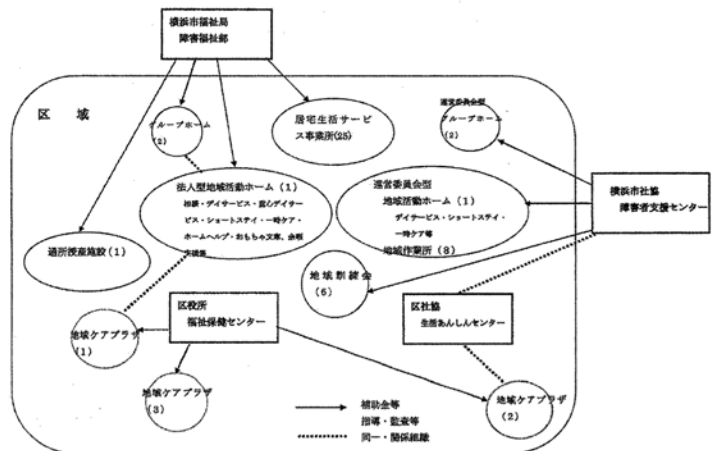 横浜市福祉局
障害福祉部
区 域
グループホーム
(2)
居宅生活サービ
ス事業所(25)
運営委員会型
グループホーム
(2)
法人型地域活動ホーム(1)
相談・デイサービス・重心デイサー
ビス・ショートステイ・一時ケア・
ホームヘルプ・おもちゃ文庫、余暇
運営委員会型
地域活動ホーム(1)
デイサービス・ショートステイ・
一時ケア等
地域作業所(8)
横浜市社協
障害者支援センター
通所授産施設(1)
地域訓練会
(6)
区役所
福祉保健センター
区社協
生活あんしんセンター
地域ケアプラザ
(1)
地域ケアプラザ
(3)
地域ケアプラザ
(2)
補助金等
指導・監査等
同一・関係組織